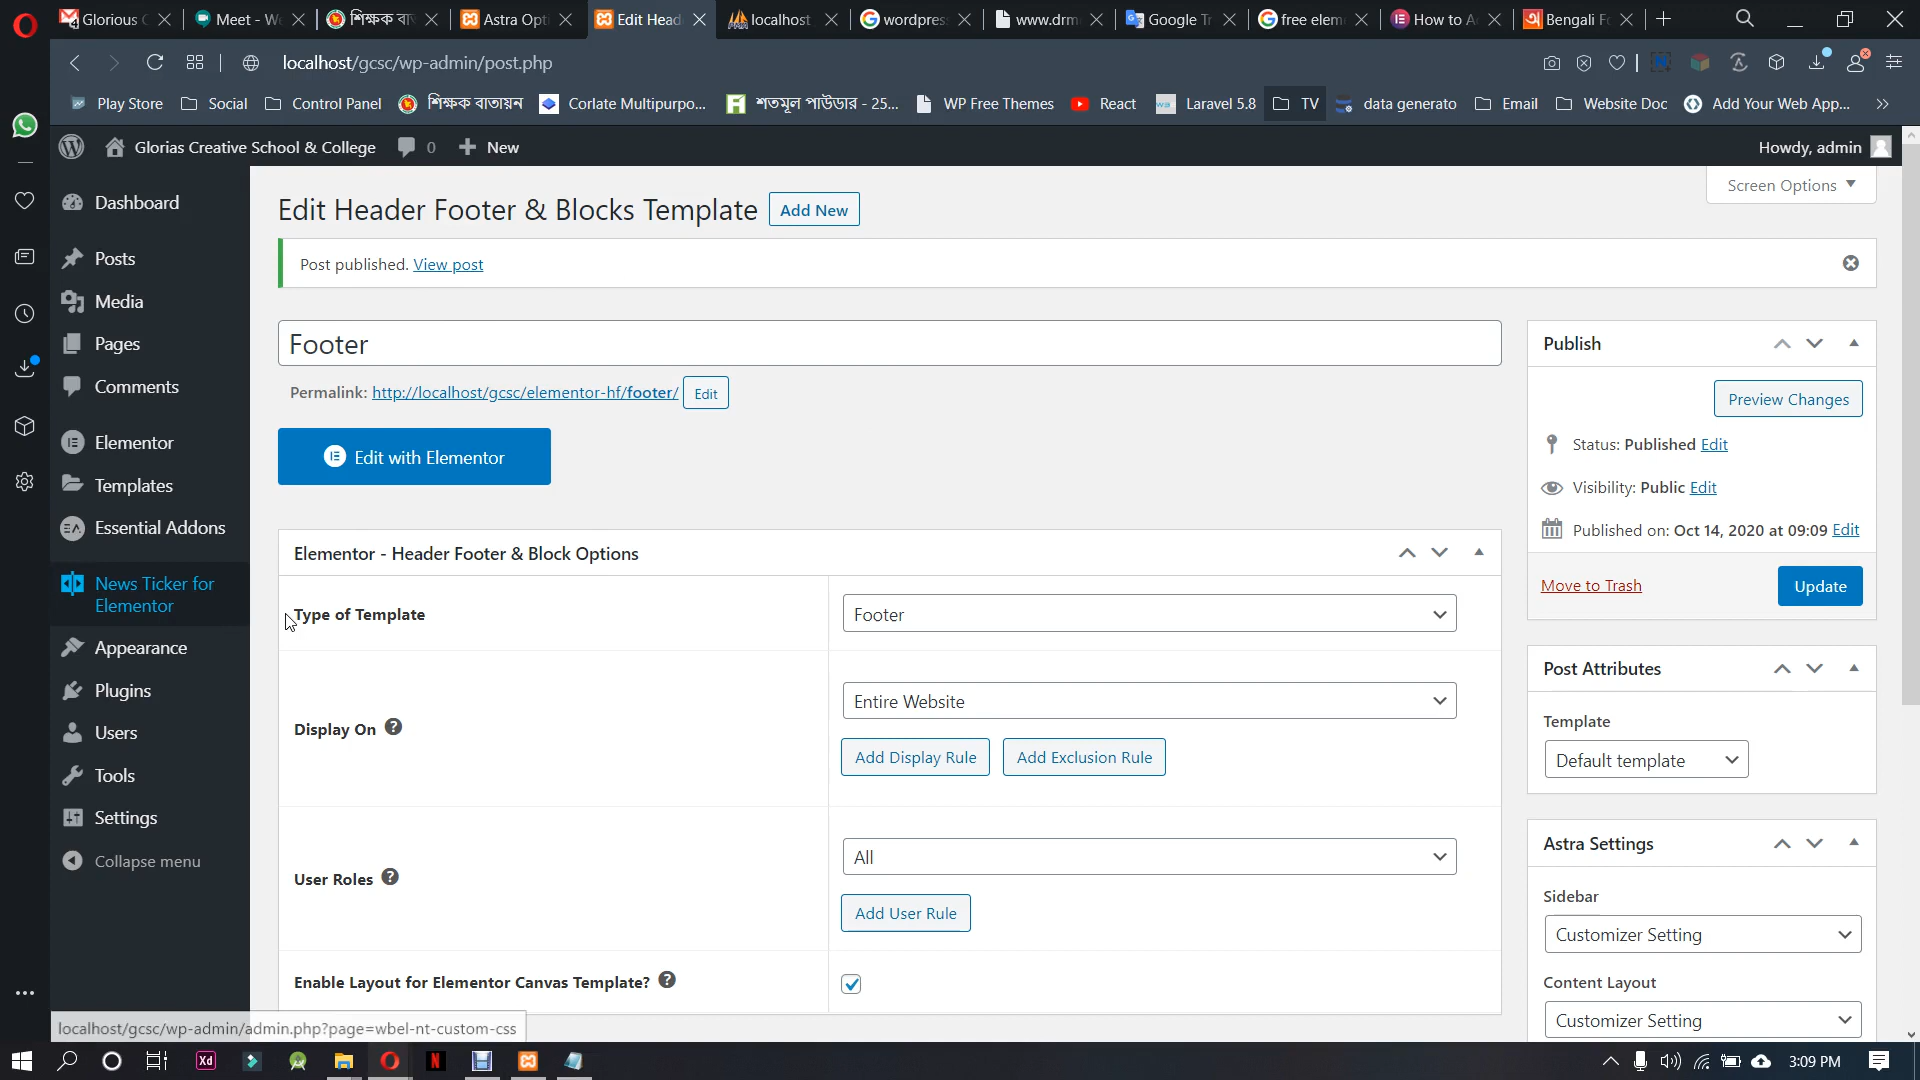 Glorious C
Meet - We
শিক্ষক বা
Astra Opti
Edit Head
localhost
wordpres
www.drm
Google Tr
free elem
How to A
Bengali Fo
localhost/gcsc/wp-admin/post.php
Play Store
Social
Control Panel
শিক্ষক বাতায়ন
Corlate Multipurpo...
শতমূল পাউডার - 25...
WP Free Themes
React
Laravel 5.8
TV
data generato
Email
Website Doc
Add Your Web App...
Glorias Creative School & College
0
New
Howdy, admin
Screen Options
Dashboard
Posts
Media
Pages
Comments
Elementor
Templates
Essential Addons
News Ticker for
Elementor
Appearance
Plugins
Users
Tools
Settings
Collapse menu
Edit Header Footer & Blocks Template
Add New
Post published. View post
Footer
Permalink: http://localhost/gcsc/elementor-hf/footer/ Edit
Edit with Elementor
Elementor - Header Footer & Block Options
Type of Template
Footer
Display On
Entire Website
Add Display Rule
Add Exclusion Rule
User Roles
All
Add User Rule
Enable Layout for Elementor Canvas Template?
Publish
Preview Changes
Status: Published Edit
Visibility: Public Edit
Published on: Oct 14, 2020 at 09:09 Edit
Move to Trash
Update
Post Attributes
Template
Default template
Astra Settings
Sidebar
Customizer Setting
Content Layout
Customizer Setting
localhost/gcsc/wp-admin/admin.php?page=wbel-nt-custom-css
Xd
N
3:09 PM